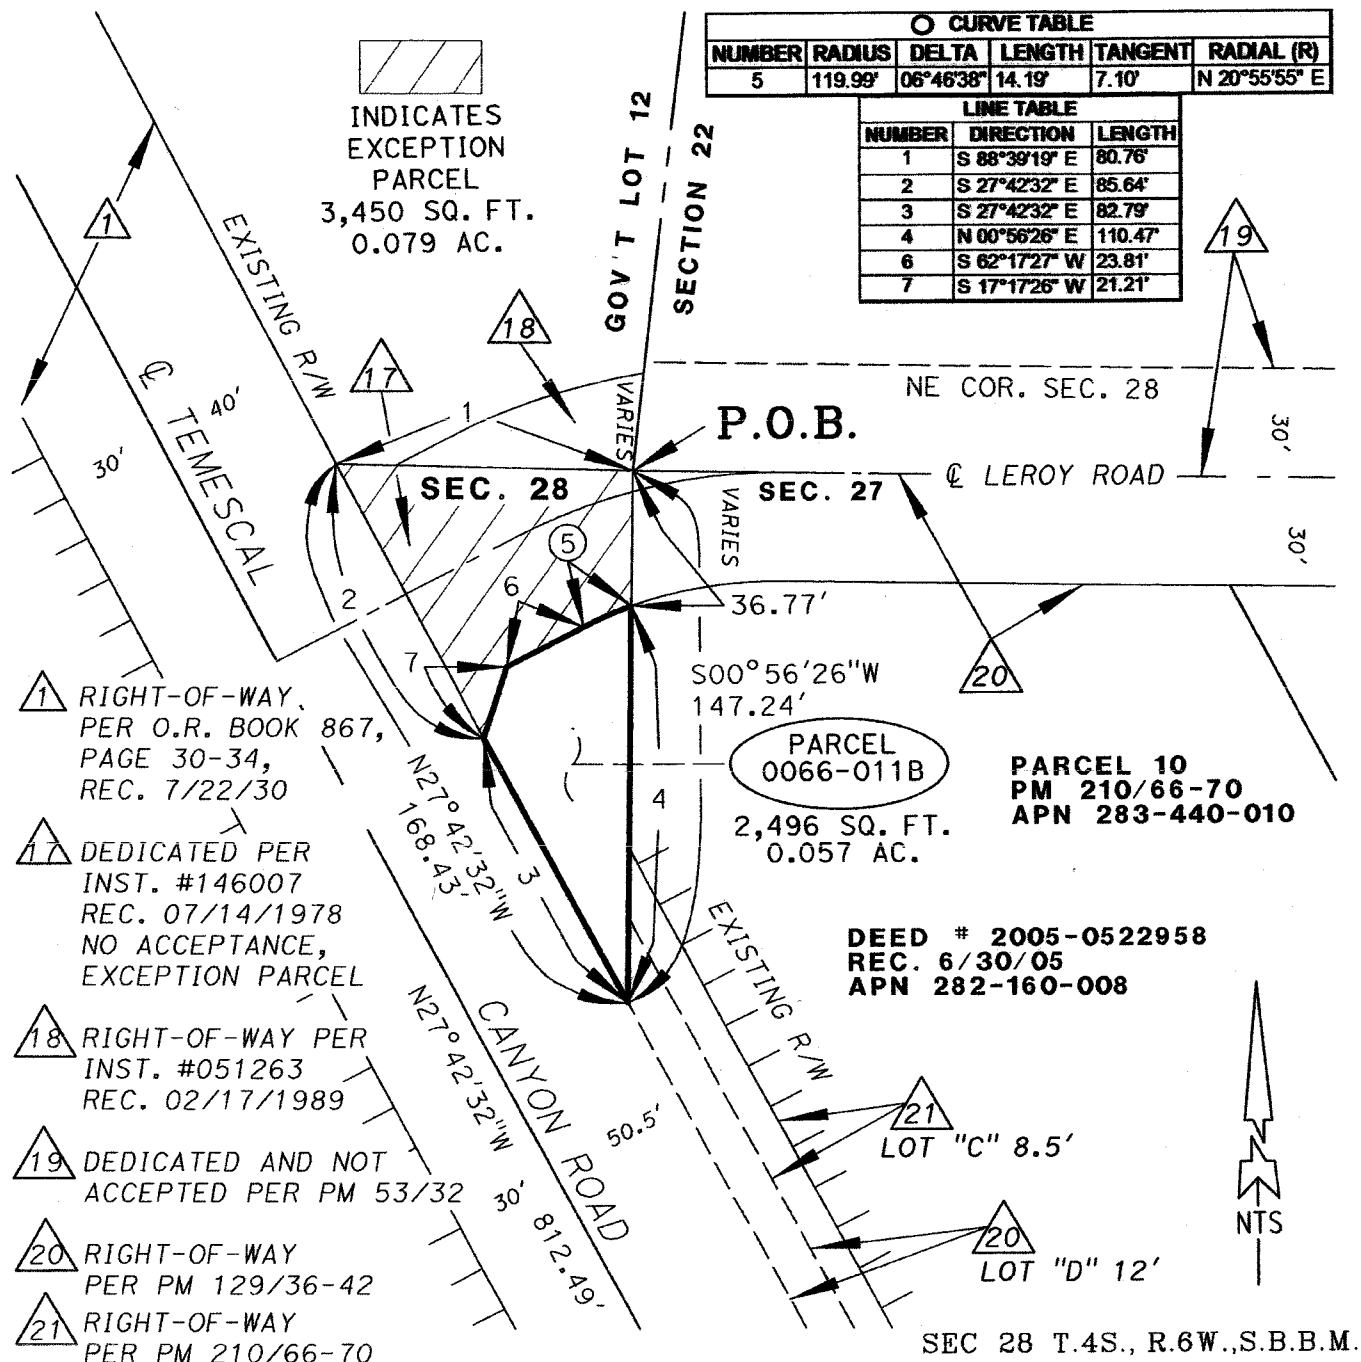 CURVE TABLE
NUMBER RADIUS DELTA LENGTH TANGENT RADIAL (R)
5 119.99' 06°46'38" 14.19' 7.10' N 20°55'55" E
LINE TABLE
NUMBER DIRECTION LENGTH
1 S 88°39'19" E 80.76'
2 S 27°42'32" E 85.64'
3 S 27°42'32" E 82.79'
4 N 00°56'26" E 110.47'
6 S 62°17'27" W 23.81'
7 S 17°17'26" W 21.21'
INDICATES
EXCEPTION
PARCEL
3,450 SQ. FT.
0.079 AC.
GOV'T LOT 12
SECTION 22
1
EXISTING R/W
17
18
19
1
VARIES
NE COR. SEC. 28
P.O.B.
30'
℄ LEROY ROAD
SEC. 28
SEC. 27
VARIES
30'
℄ TEMESCAL
40'
30'
5
6
2
7
36.77'
20
S00°56'26"W
147.24'
PARCEL
0066-011B
2,496 SQ. FT.
0.057 AC.
4
3
N27°42'32"W
168.43'
PARCEL 10
PM 210/66-70
APN 283-440-010
DEED # 2005-0522958
REC. 6/30/05
APN 282-160-008
EXISTING R/W
CANYON ROAD
N27°42'32"W
812.49'
50.5'
30'
21
LOT "C" 8.5'
20
LOT "D" 12'
NTS
1 RIGHT-OF-WAY
PER O.R. BOOK 867,
PAGE 30-34,
REC. 7/22/30
17 DEDICATED PER
INST. #146007
REC. 07/14/1978
NO ACCEPTANCE,
EXCEPTION PARCEL
18 RIGHT-OF-WAY PER
INST. #051263
REC. 02/17/1989
19 DEDICATED AND NOT
ACCEPTED PER PM 53/32
20 RIGHT-OF-WAY
PER PM 129/36-42
21 RIGHT-OF-WAY
PER PM 210/66-70
SEC 28 T.4S., R.6W.,S.B.B.M.